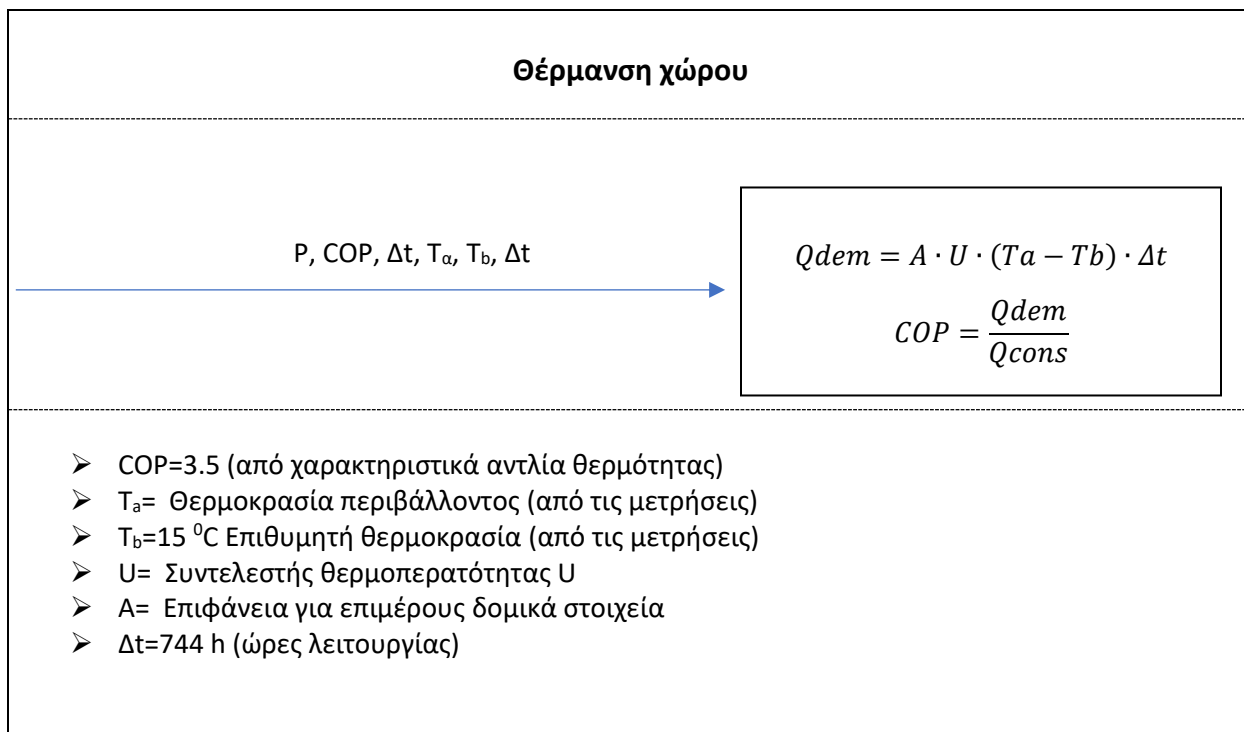 Θέρμανση χώρου
P, COP, Δt, Tα, Tb, Δt
Qdem = A · U · (Ta − Tb) · Δt
COP = Qdem / Qcons
➢ COP=3.5 (από χαρακτηριστικά αντλία θερμότητας)
➢ Ta= Θερμοκρασία περιβάλλοντος (από τις μετρήσεις)
➢ Tb=15 ⁰C Επιθυμητή θερμοκρασία (από τις μετρήσεις)
➢ U= Συντελεστής θερμοπερατότητας U
➢ A= Επιφάνεια για επιμέρους δομικά στοιχεία
➢ Δt=744 h (ώρες λειτουργίας)